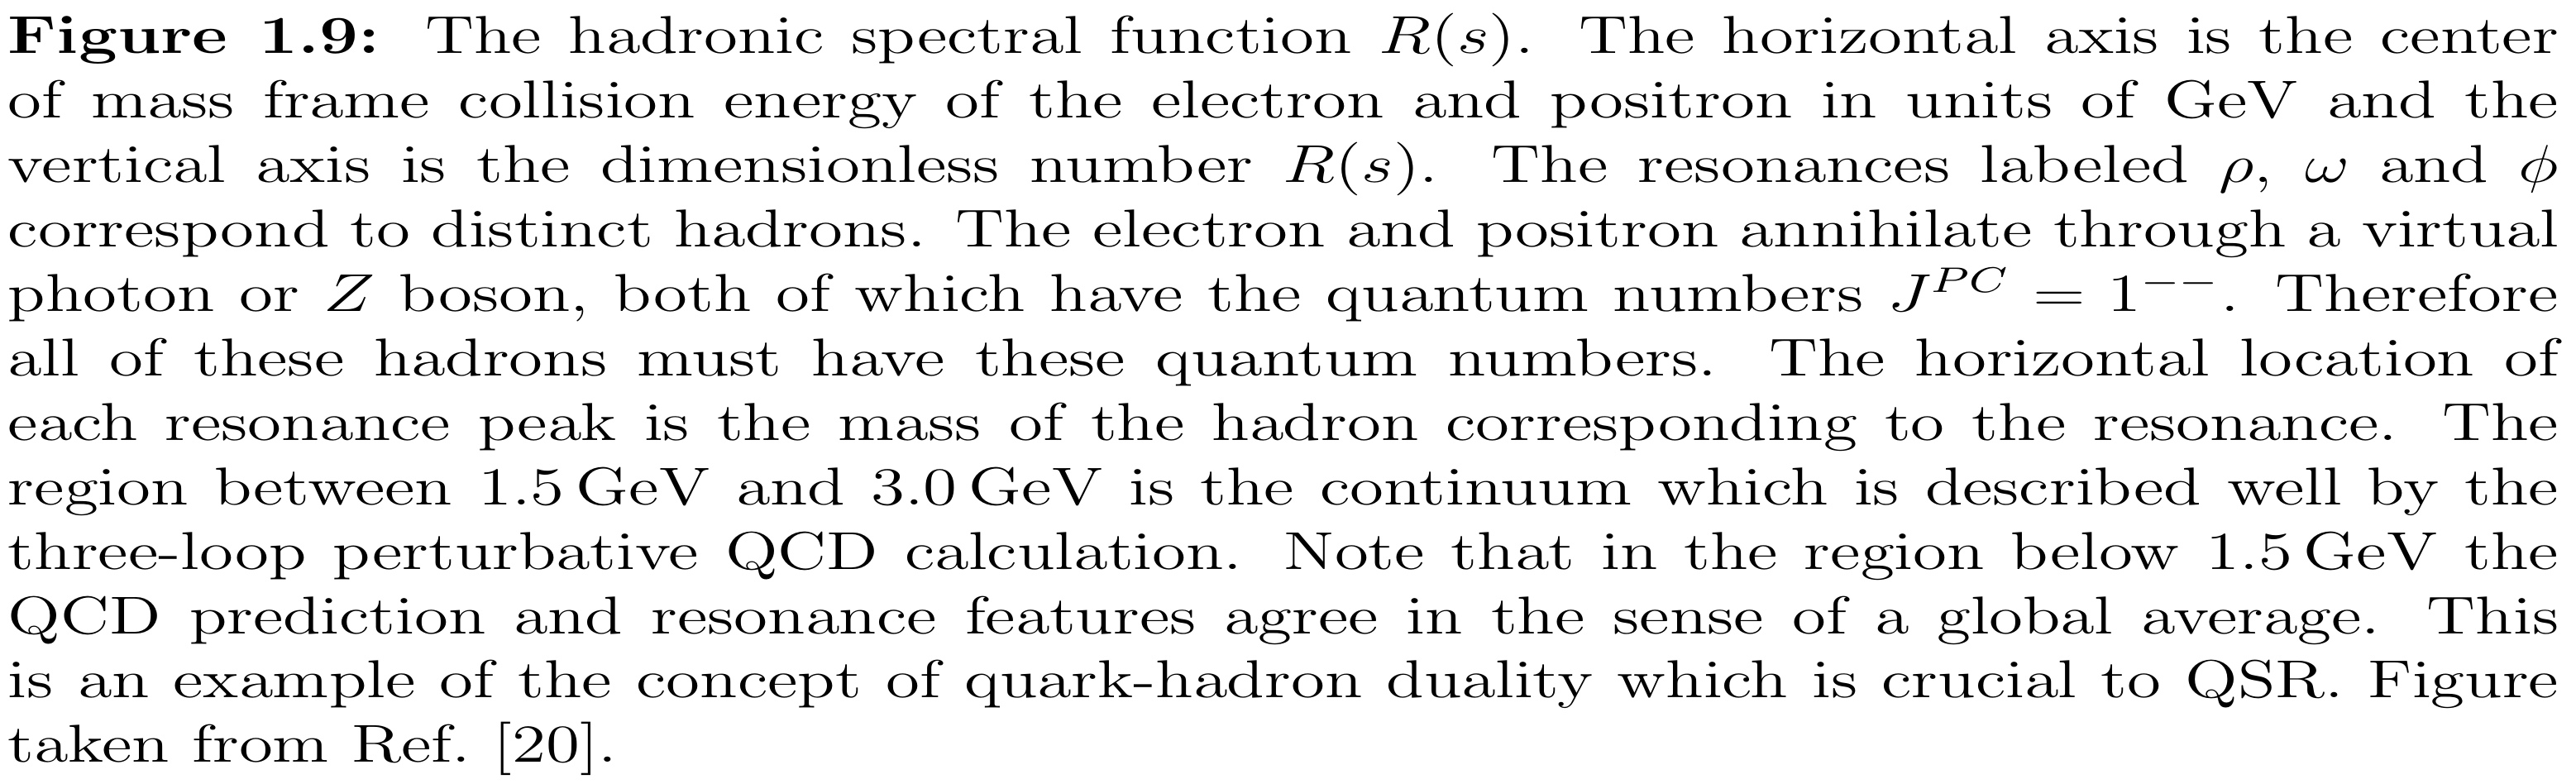 Figure 1.9: The hadronic spectral function R(s). The horizontal axis is the center
of mass frame collision energy of the electron and positron in units of GeV and the
vertical axis is the dimensionless number R(s). The resonances labeled ρ, ω and ϕ
correspond to distinct hadrons. The electron and positron annihilate through a virtual
photon or Z boson, both of which have the quantum numbers J^{PC} = 1^{−−}. Therefore
all of these hadrons must have these quantum numbers. The horizontal location of
each resonance peak is the mass of the hadron corresponding to the resonance. The
region between 1.5 GeV and 3.0 GeV is the continuum which is described well by the
three-loop perturbative QCD calculation. Note that in the region below 1.5 GeV the
QCD prediction and resonance features agree in the sense of a global average. This
is an example of the concept of quark-hadron duality which is crucial to QSR. Figure
taken from Ref. [20].